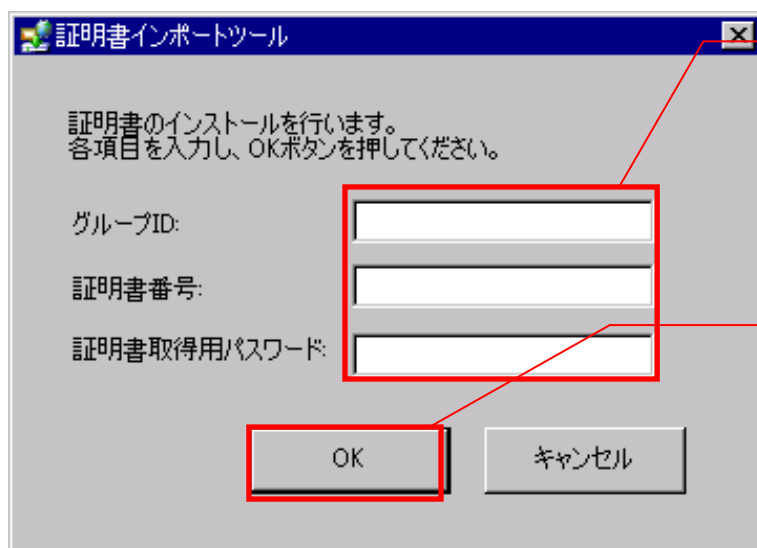 証明書インポートツール
証明書のインストールを行います。
各項目を入力し、OKボタンを押してください。
グループID:
証明書番号:
証明書取得用パスワード:
OK
キャンセル